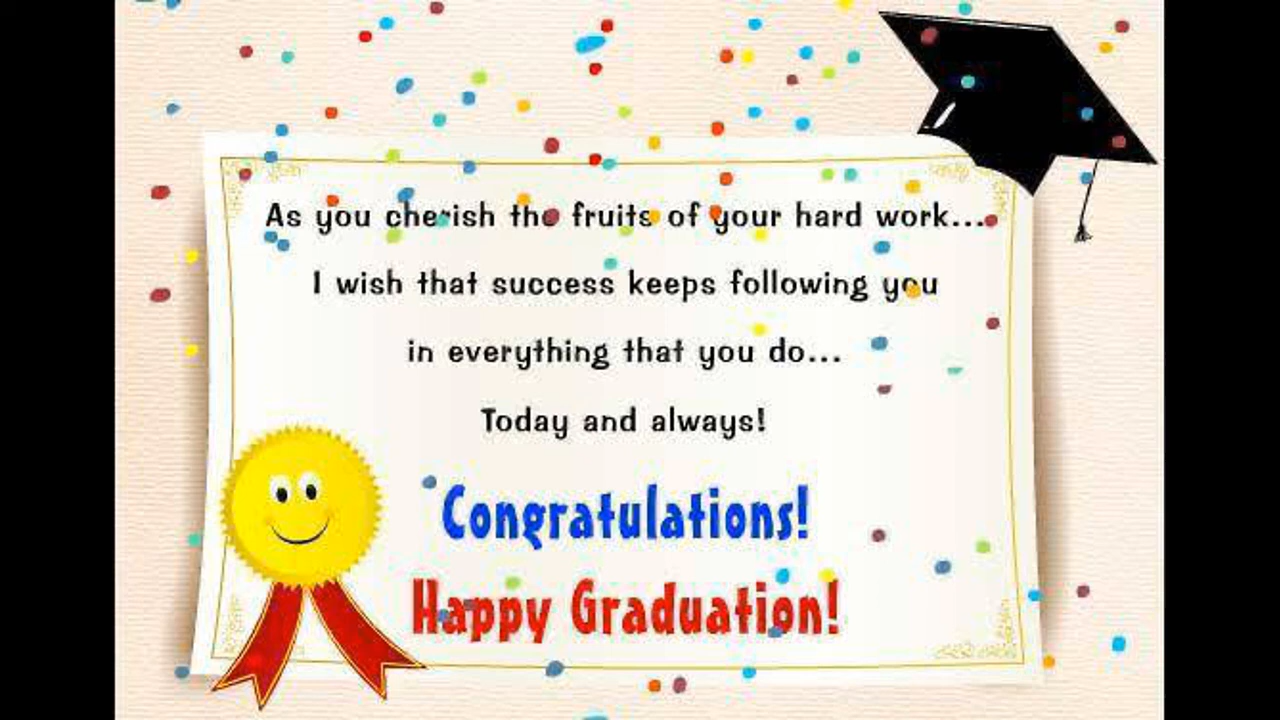 As you cherish the fruits of your hard work...
I wish that success keeps following you
in everything that you do...
Today and always!
Congratulations!
Happy Graduation!